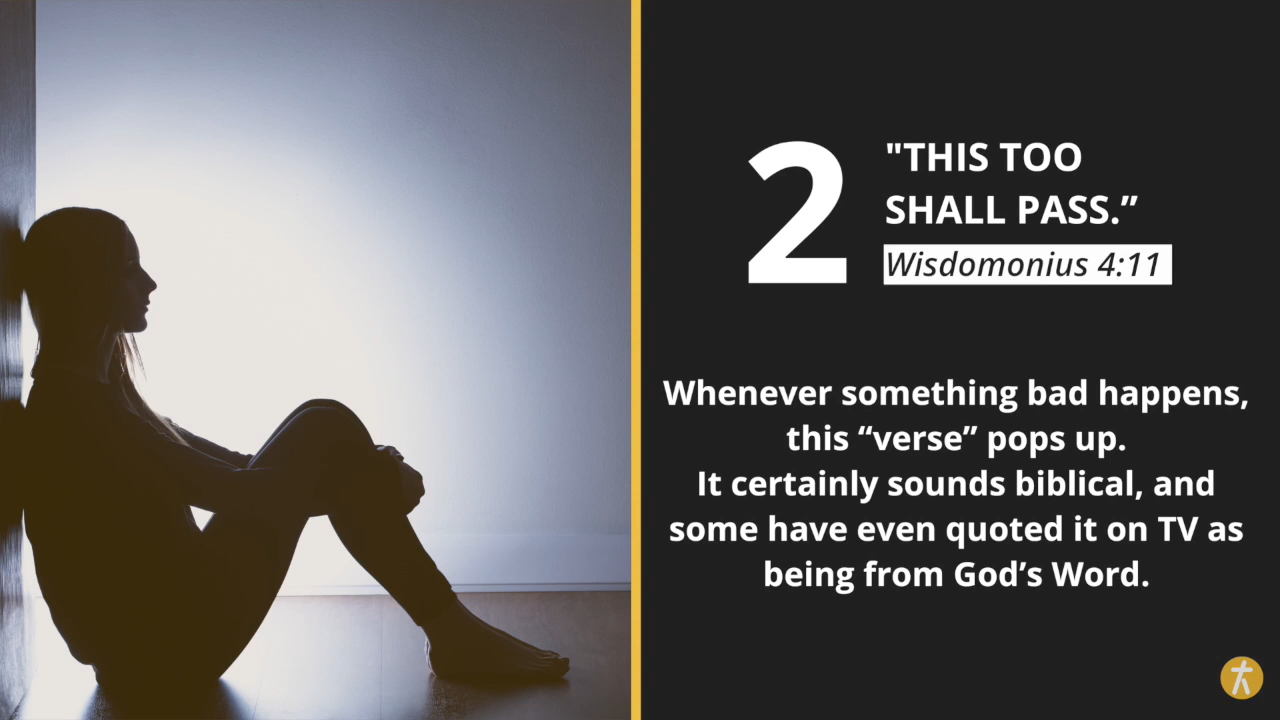 2
"THIS TOO
SHALL PASS.”
Wisdomonius 4:11
Whenever something bad happens,
this “verse” pops up.
It certainly sounds biblical, and
some have even quoted it on TV as
being from God’s Word.